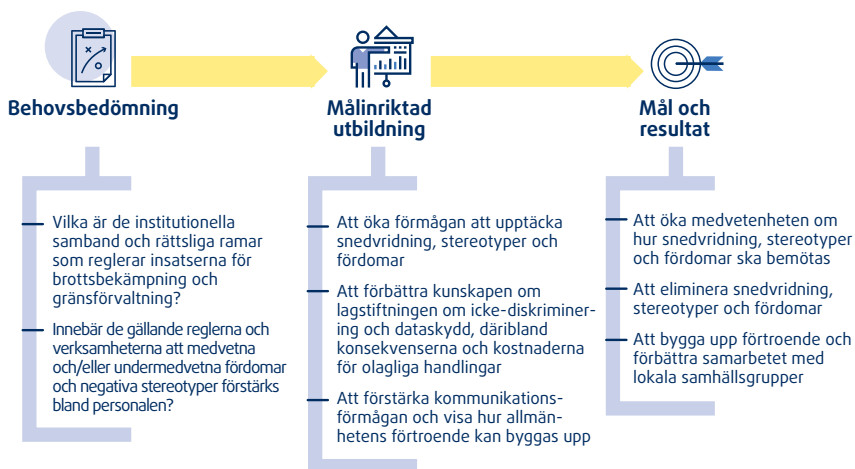 Behovsbedömning
Vilka är de institutionella
samband och rättsliga ramar
som reglerar insatserna för
brottsbekämpning och
gränsförvaltning?
Innebär de gällande reglerna och
verksamheterna att medvetna
och/eller undermedvetna fördomar
och negativa stereotyper förstärks
bland personalen?
Målinriktad
utbildning
Att öka förmågan att upptäcka
snedvridning, stereotyper och
fördomar
Att förbättra kunskapen om
lagstiftningen om icke-diskriminer-
ing och dataskydd, däribland
konsekvenserna och kostnaderna
för olagliga handlingar
Att förstärka kommunikations-
förmågan och visa hur allmän-
hetens förtroende kan byggas upp
Mål och
resultat
Att öka medvetenheten om
hur snedvridning, stereotyper
och fördomar ska bemötas
Att eliminera snedvridning,
stereotyper och fördomar
Att bygga upp förtroende och
förbättra samarbetet med
lokala samhällsgrupper